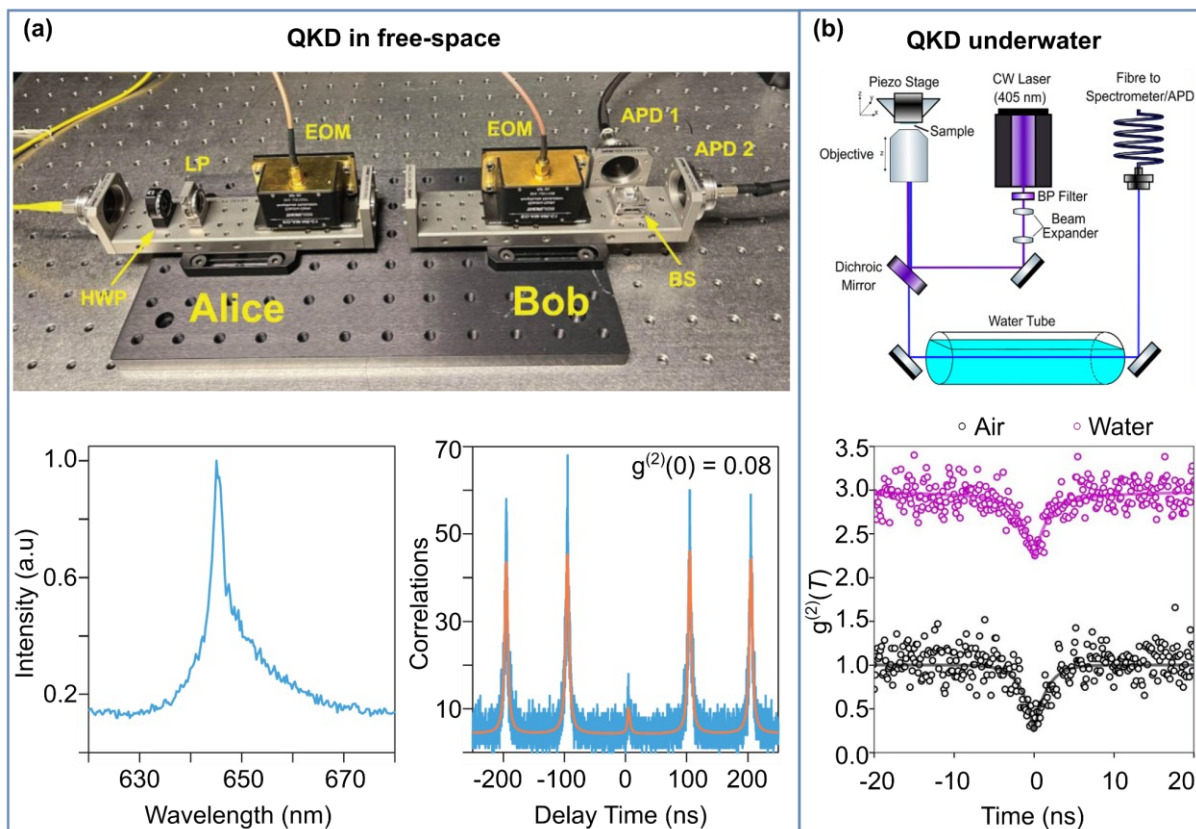 (a)
QKD in free-space
EOM
EOM
APD 1
APD 2
LP
HWP
BS
Alice
Bob
1.0
0.6
0.2
Intensity (a.u)
630
650
670
Wavelength (nm)
70
50
30
10
Correlations
g(2)(0) = 0.08
-200
-100
0
100
200
Delay Time (ns)
(b)
QKD underwater
Piezo Stage
CW Laser
(405 nm)
Fibre to
Spectrometer/APD
Sample
Objective
z
BP Filter
Beam
Expander
Dichroic
Mirror
Water Tube
Air
Water
3.5
3.0
2.5
2.0
1.5
1.0
0.5
0.0
g(2)(T)
-20
-10
0
10
20
Time (ns)